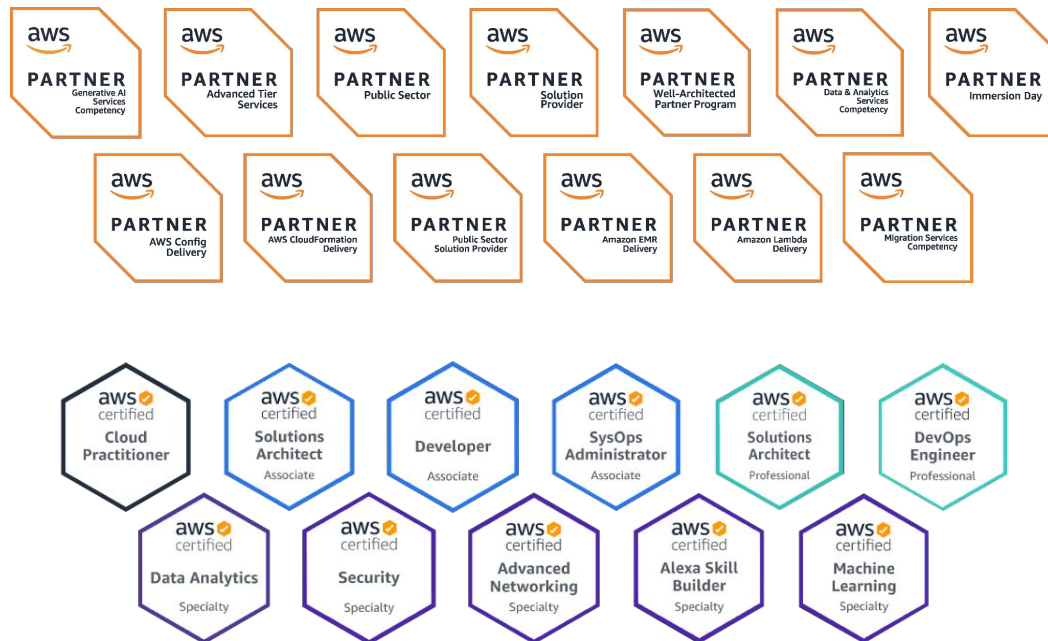 aws
PARTNER
Generative AI
Services
Competency
aws
PARTNER
Advanced Tier
Services
aws
PARTNER
Public Sector
aws
PARTNER
Solution
Provider
aws
PARTNER
Well-Architected
Partner Program
aws
PARTNER
Data & Analytics
Services
Competency
aws
PARTNER
Immersion Day
aws
PARTNER
AWS Config
Delivery
aws
PARTNER
AWS CloudFormation
Delivery
aws
PARTNER
Public Sector
Solution Provider
aws
PARTNER
Amazon EMR
Delivery
aws
PARTNER
Amazon Lambda
Delivery
aws
PARTNER
Migration Services
Competency
aws
certified
Cloud
Practitioner
aws
certified
Solutions
Architect
Associate
aws
certified
Developer
Associate
aws
certified
SysOps
Administrator
Associate
aws
certified
Solutions
Architect
Professional
aws
certified
DevOps
Engineer
Professional
aws
certified
Data Analytics
Specialty
aws
certified
Security
Specialty
aws
certified
Advanced
Networking
Specialty
aws
certified
Alexa Skill
Builder
Specialty
aws
certified
Machine
Learning
Specialty